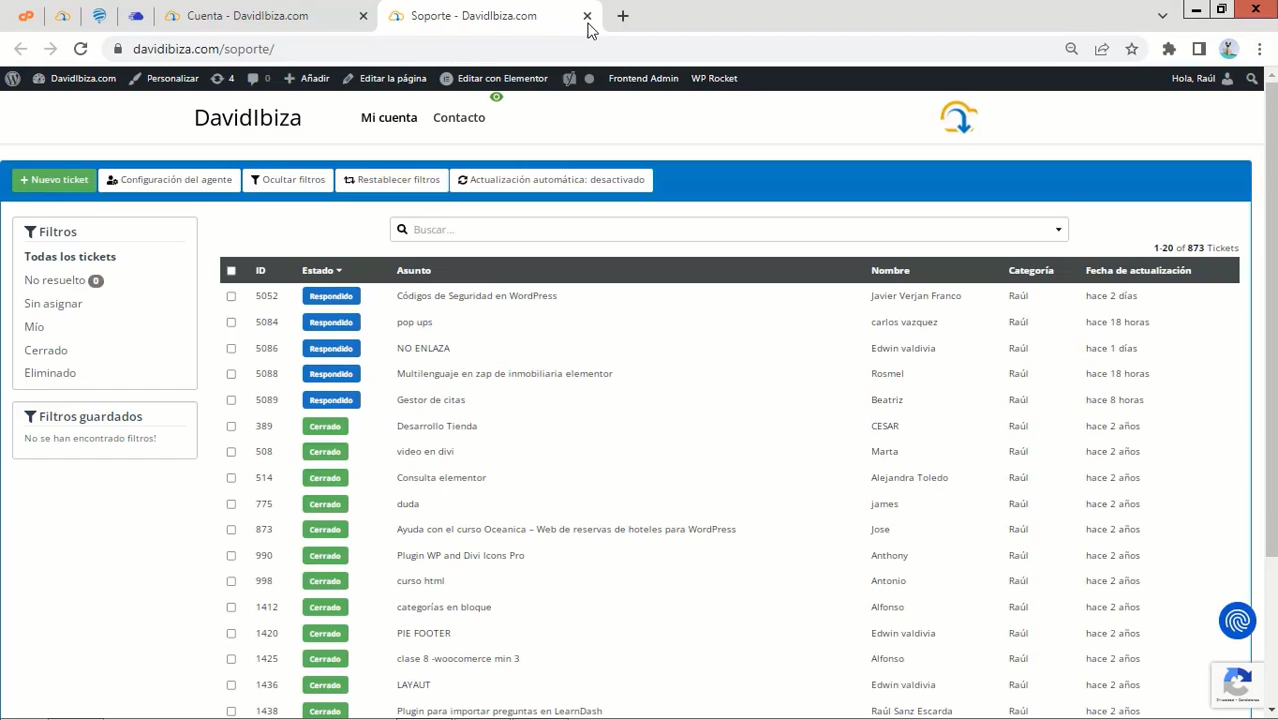 Cuenta - DavidIbiza.com
Soporte - DavidIbiza.com
davidibiza.com/soporte/
DavidIbiza.com Personalizar 4 0 Añadir Editar la página Editar con Elementor Frontend Admin WP Rocket Hola, Raúl
DavidIbiza Mi cuenta Contacto
+ Nuevo ticket Configuración del agente Ocultar filtros Restablecer filtros Actualización automática: desactivado
Filtros
Todas los tickets
No resuelto 0
Sin asignar
Mío
Cerrado
Eliminado
Filtros guardados
No se han encontrado filtros!
Buscar...
1-20 of 873 Tickets
ID Estado Asunto Nombre Categoría Fecha de actualización
5052 Respondido Códigos de Seguridad en WordPress Javier Verjan Franco Raúl hace 2 días
5084 Respondido pop ups carlos vazquez Raúl hace 18 horas
5086 Respondido NO ENLAZA Edwin valdivia Raúl hace 1 días
5088 Respondido Multilenguaje en zap de inmobiliaria elementor Rosmel Raúl hace 18 horas
5089 Respondido Gestor de citas Beatriz Raúl hace 8 horas
389 Cerrado Desarrollo Tienda CESAR Raúl hace 2 años
508 Cerrado video en divi Marta Raúl hace 2 años
514 Cerrado Consulta elementor Alejandra Toledo Raúl hace 2 años
775 Cerrado duda james Raúl hace 2 años
873 Cerrado Ayuda con el curso Oceanica – Web de reservas de hoteles para WordPress Jose Raúl hace 2 años
990 Cerrado Plugin WP and Divi Icons Pro Anthony Raúl hace 2 años
998 Cerrado curso html Antonio Raúl hace 2 años
1412 Cerrado categorías en bloque Alfonso Raúl hace 2 años
1420 Cerrado PIE FOOTER Edwin valdivia Raúl hace 2 años
1425 Cerrado clase 8 -woocomerce min 3 Alfonso Raúl hace 2 años
1436 Cerrado LAYAUT Edwin valdivia Raúl hace 2 años
1438 Cerrado Plugin para importar preguntas en LearnDash Raúl Sanz Escarda Raúl hace 2 años